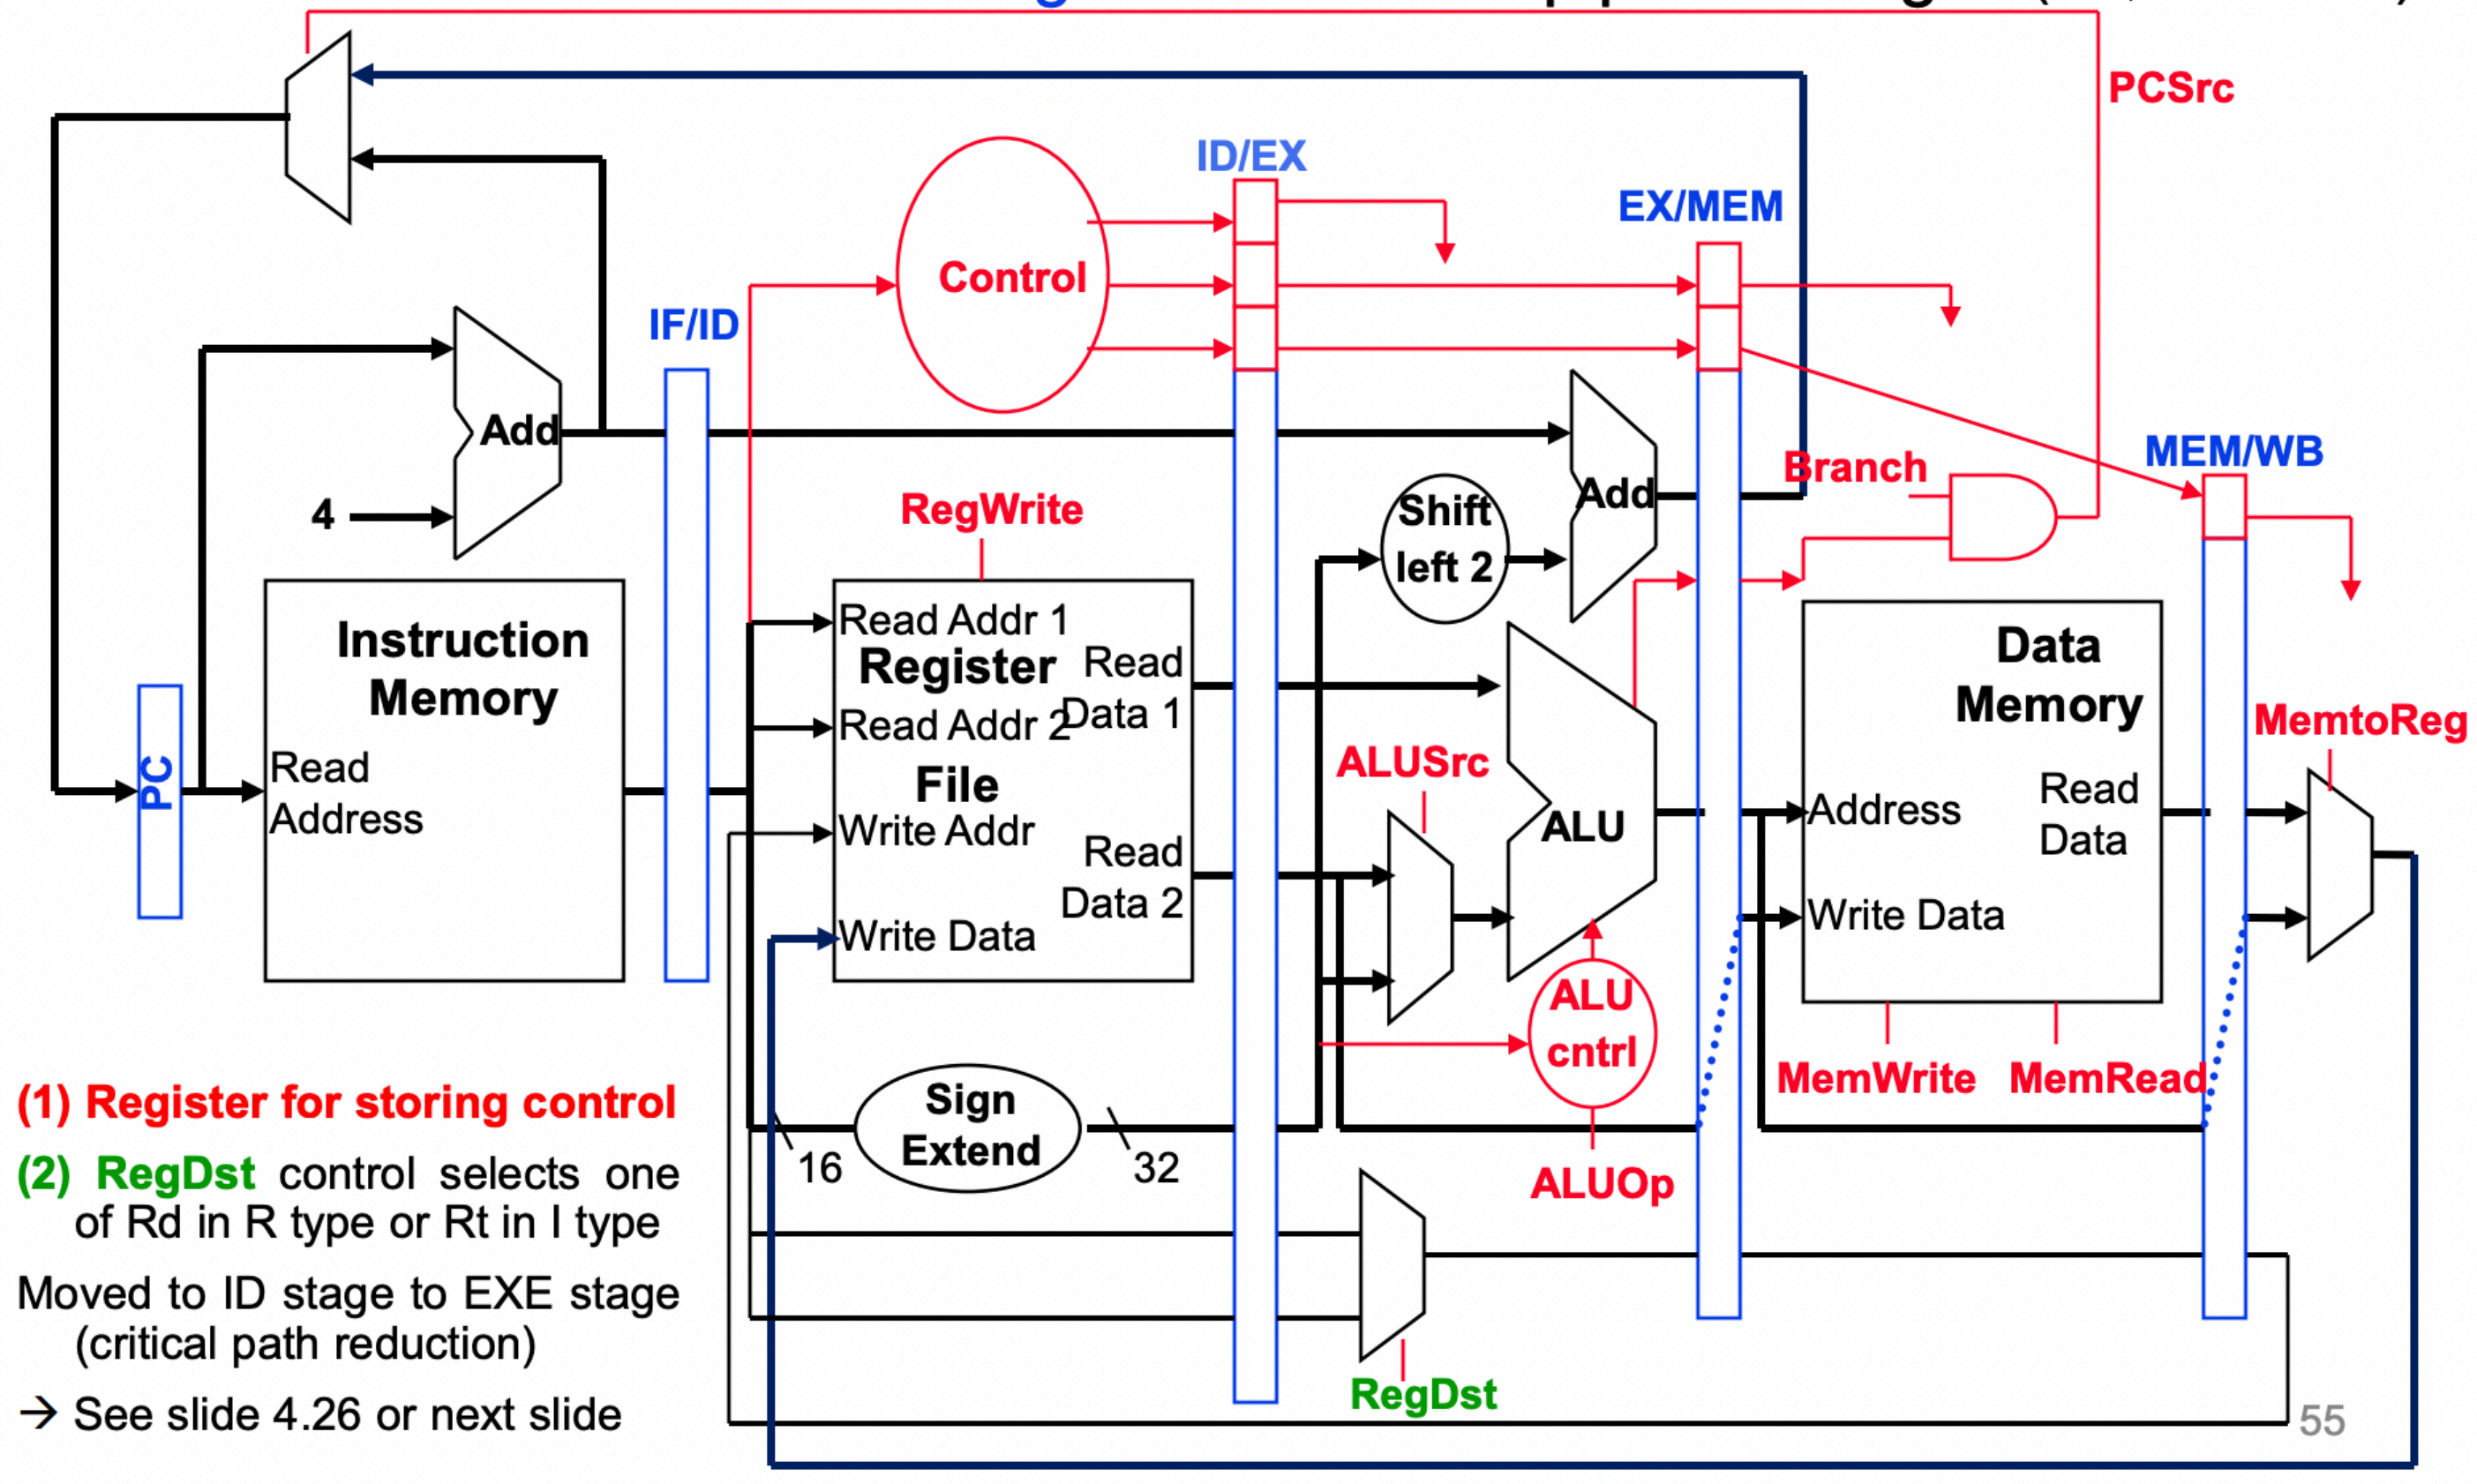 PCSrc
ID/EX
EX/MEM
Control
IF/ID
Add
4
Branch
MEM/WB
RegWrite
Shift
left 2
Add
Instruction
Memory
Read
Address
PC
Read Addr 1
Register
Read
Data 1
Read Addr 2
File
Write Addr
Read
Data 2
Write Data
ALUSrc
ALU
ALU
cntrl
ALUOp
Data
Memory
Address
Read
Data
Write Data
MemtoReg
MemWrite
MemRead
Sign
Extend
16
32
RegDst
(1) Register for storing control
(2) RegDst control selects one
of Rd in R type or Rt in I type
Moved to ID stage to EXE stage
(critical path reduction)
→ See slide 4.26 or next slide
55